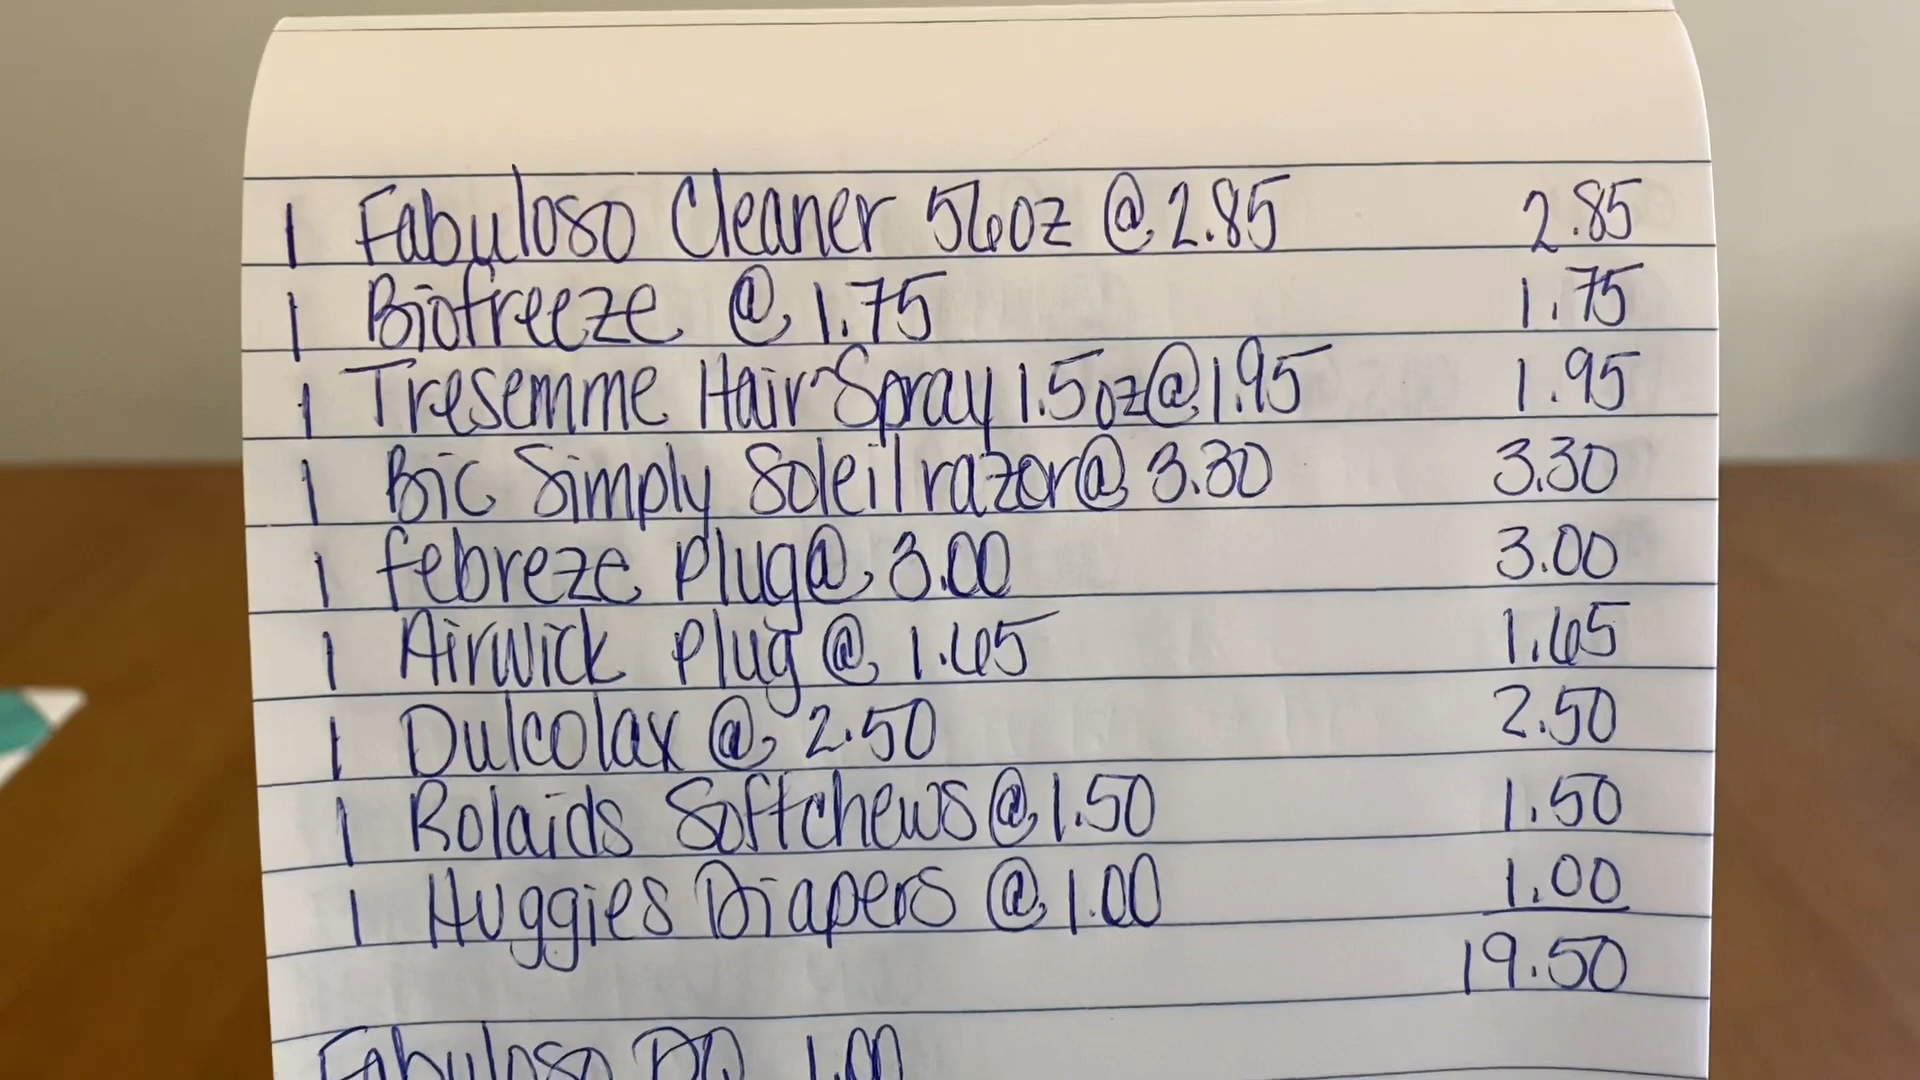 1 Fabuloso Cleaner 56oz @ 2.85 2.85
1 Biofreeze @ 1.75 1.75
1 Tresemme Hair Spray 1.5oz @ 1.95 1.95
1 Bic Simply Soleil razor @ 3.30 3.30
1 febreze plug @ 3.00 3.00
1 Airwick plug @ 1.65 1.65
1 Dulcolax @ 2.50 2.50
1 Rolaids Softchews @ 1.50 1.50
1 Huggies Diapers @ 1.00 1.00
19.50
Fabuloso DQ 1.00